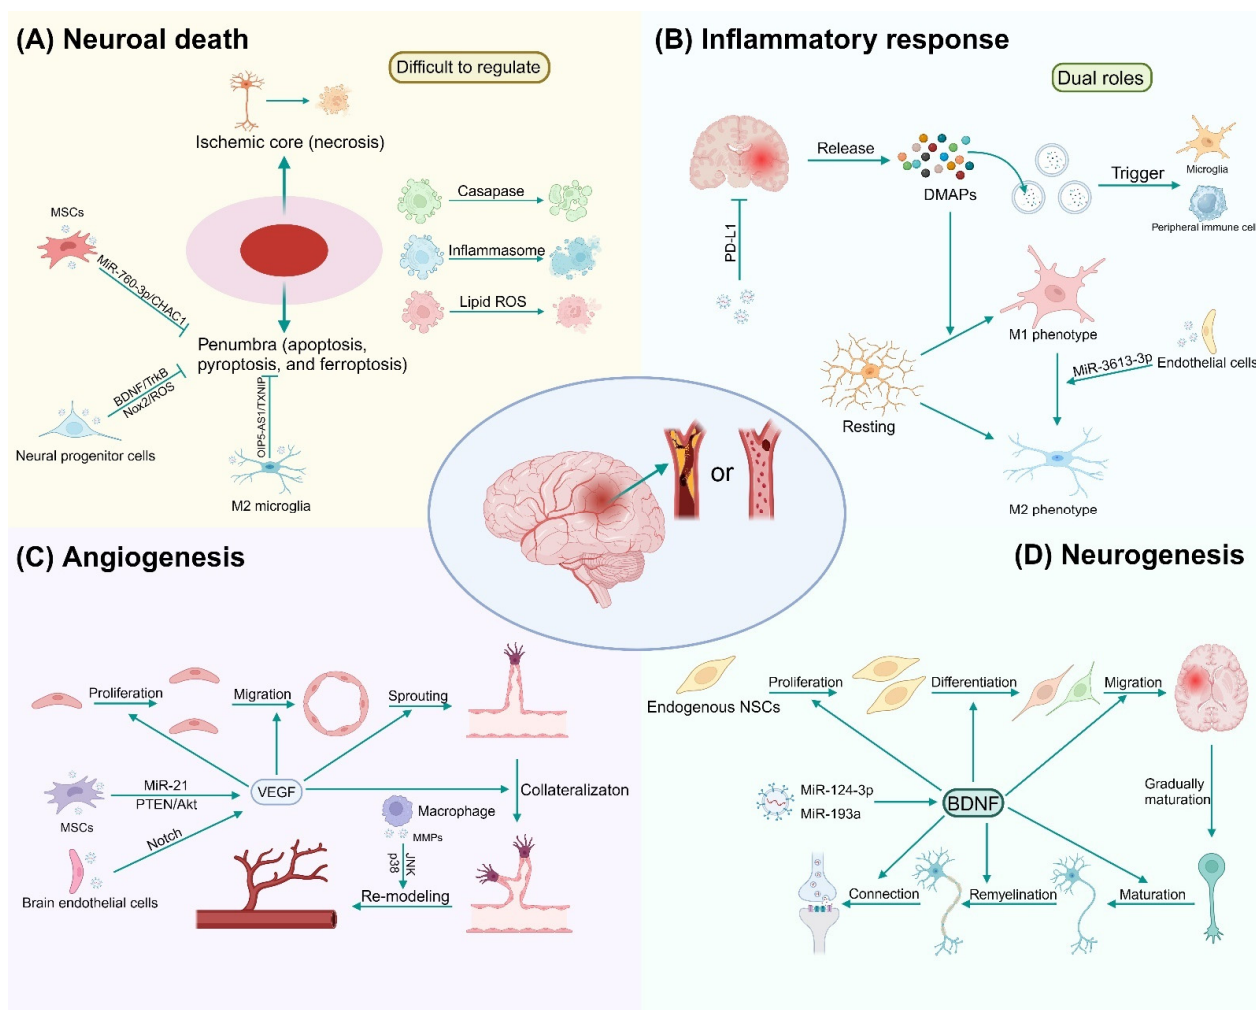 (A) Neuroal death
Difficult to regulate
Ischemic core (necrosis)
MSCs
MiR-760-3p/CHAC1
Casapase
Inflammasome
Lipid ROS
Penumbra (apoptosis,
pyroptosis, and ferroptosis)
BDNF/TrkB
Nox2/ROS
OIP5-AS1/TXNIP
Neural progenitor cells
M2 microglia
(B) Inflammatory response
Dual roles
Release
DMAPs
Trigger
Microglia
Peripheral immune cell
PD-L1
M1 phenotype
MiR-3613-3p
Endothelial cells
Resting
M2 phenotype
or
(C) Angiogenesis
Proliferation
Migration
Sprouting
MiR-21
PTEN/Akt
VEGF
MSCs
Notch
Collateralizaton
Macrophage
MMPs
JNK
p38
Re-modeling
Brain endothelial cells
(D) Neurogenesis
Endogenous NSCs
Proliferation
Differentiation
Migration
MiR-124-3p
MiR-193a
BDNF
Gradually
maturation
Connection
Remyelination
Maturation